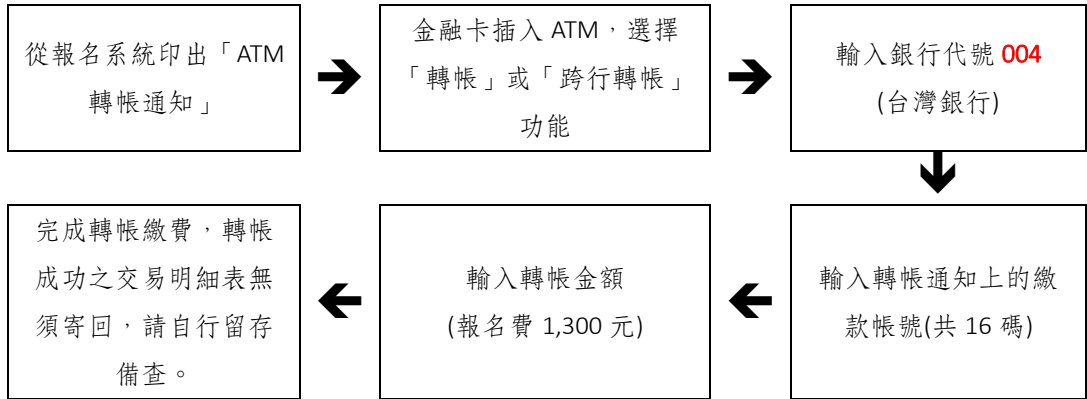 從報名系統印出「ATM
轉帳通知」
金融卡插入 ATM，選擇
「轉帳」或「跨行轉帳」
功能
輸入銀行代號 004
(台灣銀行)
輸入轉帳通知上的繳
款帳號(共 16 碼)
輸入轉帳金額
(報名費 1,300 元)
完成轉帳繳費，轉帳
成功之交易明細表無
須寄回，請自行留存
備查。